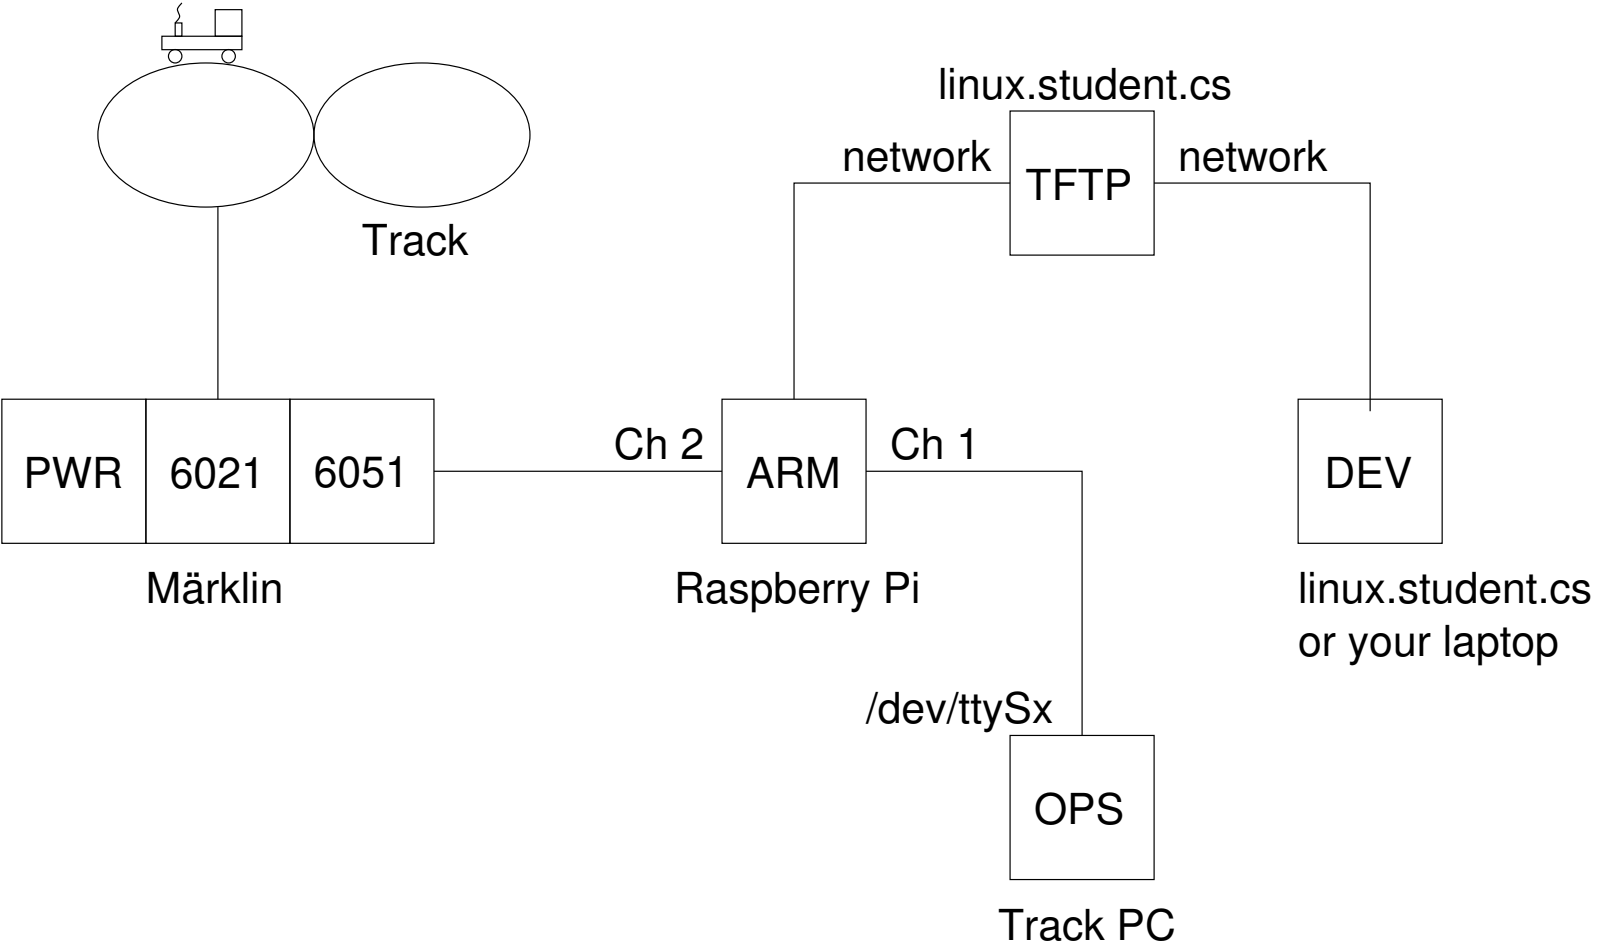 linux.student.cs
network
TFTP
network
Track
PWR
6021
6051
Ch 2
ARM
Ch 1
DEV
Märklin
Raspberry Pi
linux.student.cs
or your laptop
/dev/ttySx
OPS
Track PC